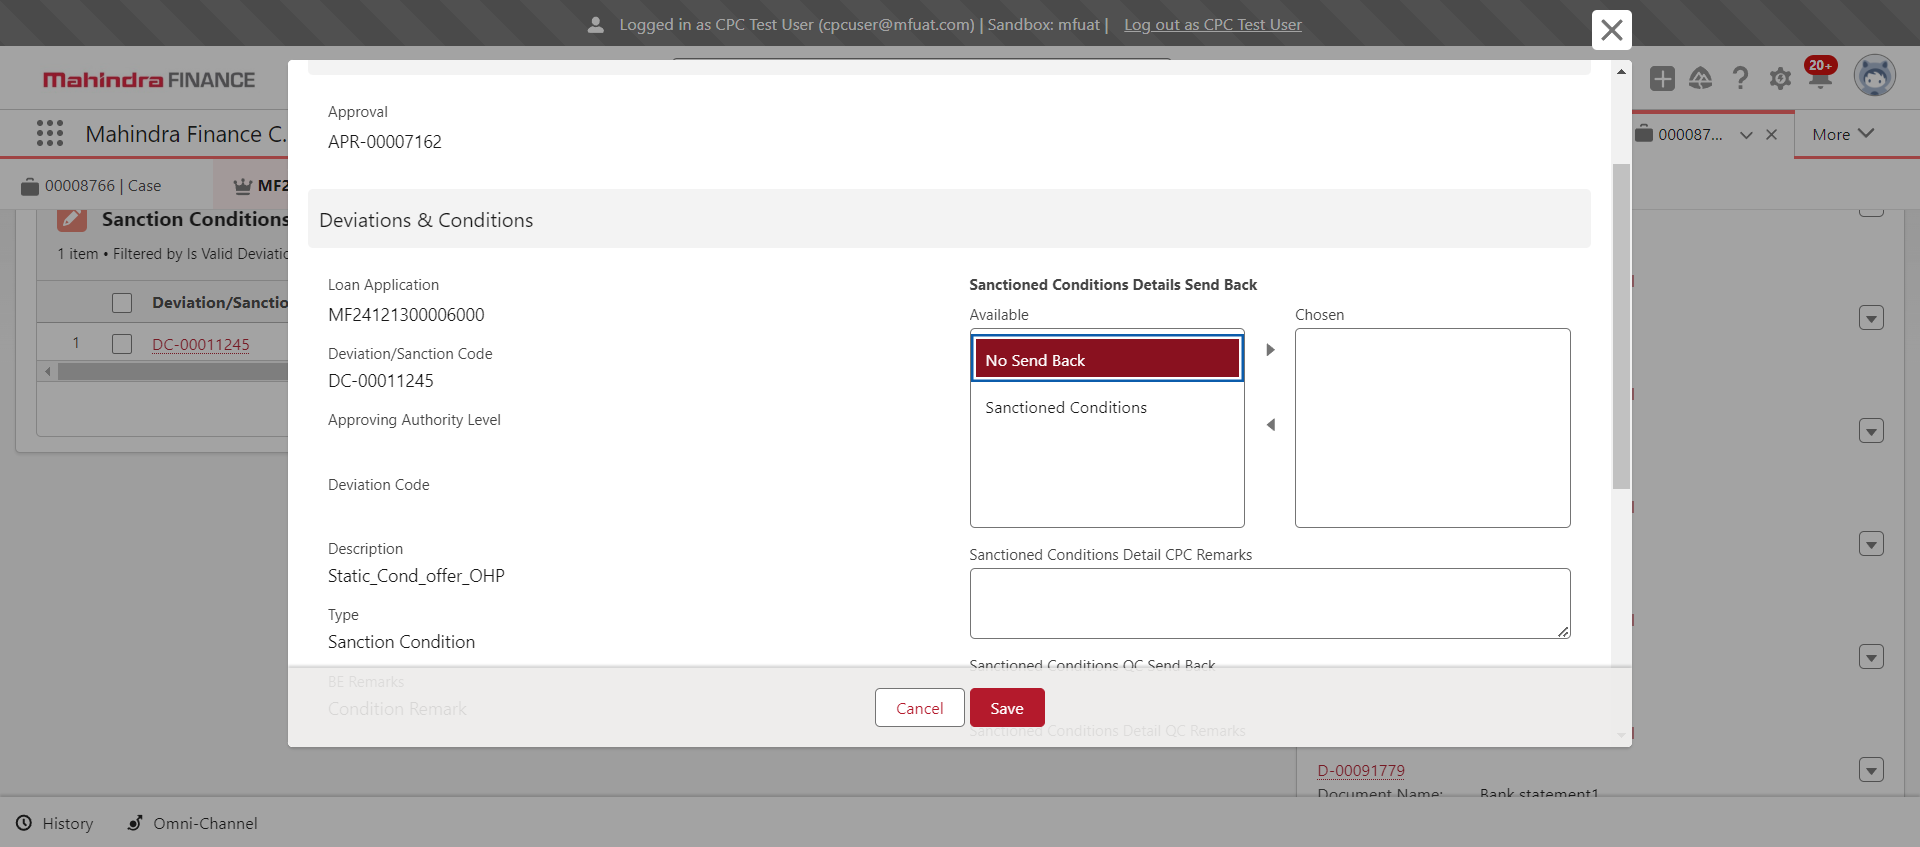 Logged in as CPC Test User (cpcuser@mfuat.com) | Sandbox: mfuat | Log out as CPC Test User
Mahindra FINANCE
20+
Mahindra Finance C...
000087...
More
00008766 | Case
MF2
Sanction Conditions
1 item • Filtered by Is Valid Deviatio
Deviation/Sanctio
1
DC-00011245
Approval
APR-00007162
Deviations & Conditions
Loan Application
MF24121300006000
Deviation/Sanction Code
DC-00011245
Approving Authority Level
Deviation Code
Description
Static_Cond_offer_OHP
Type
Sanction Condition
BE Remarks
Condition Remark
Sanctioned Conditions Details Send Back
Available
Chosen
No Send Back
Sanctioned Conditions
Sanctioned Conditions Detail CPC Remarks
Sanctioned Conditions QC Send Back
Sanctioned Conditions Detail QC Remarks
Cancel
Save
D-00091779
Document Name:
Bank statement1
History
Omni-Channel